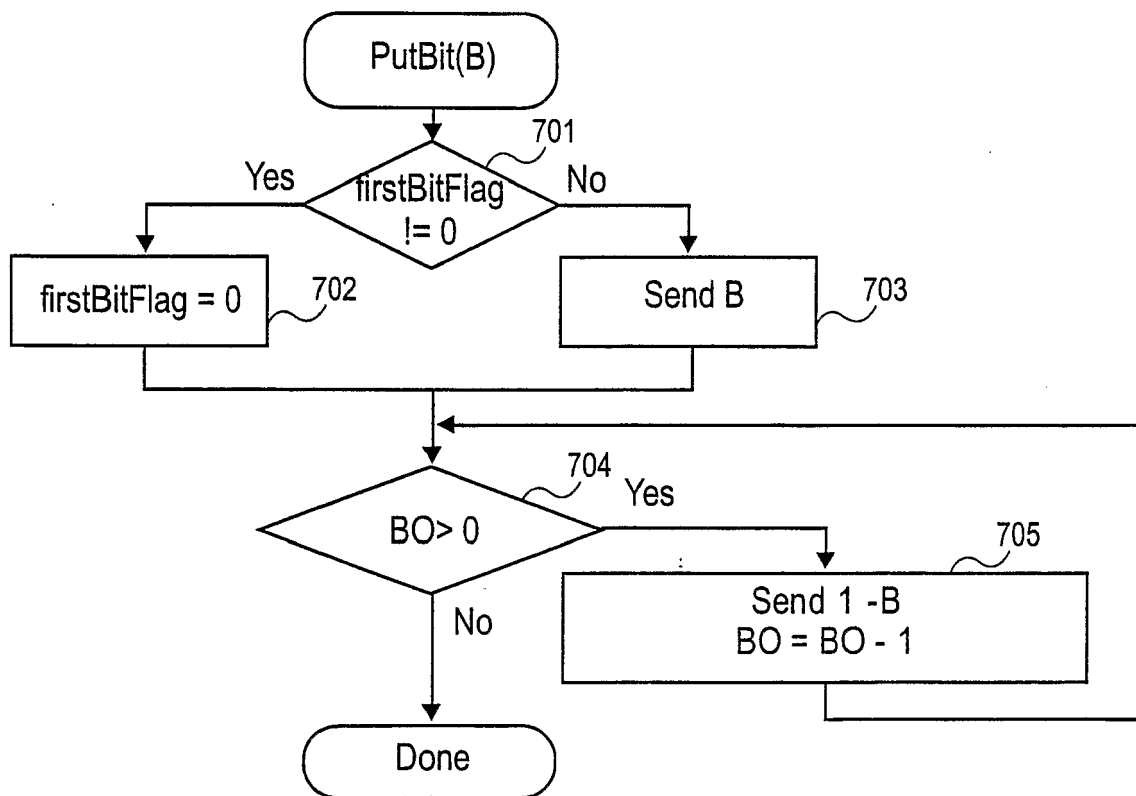 PutBit(B)
701
Yes
firstBitFlag
!= 0
No
firstBitFlag = 0
702
Send B
703
704
BO> 0
Yes
705
Send 1 -B
BO = BO - 1
No
Done